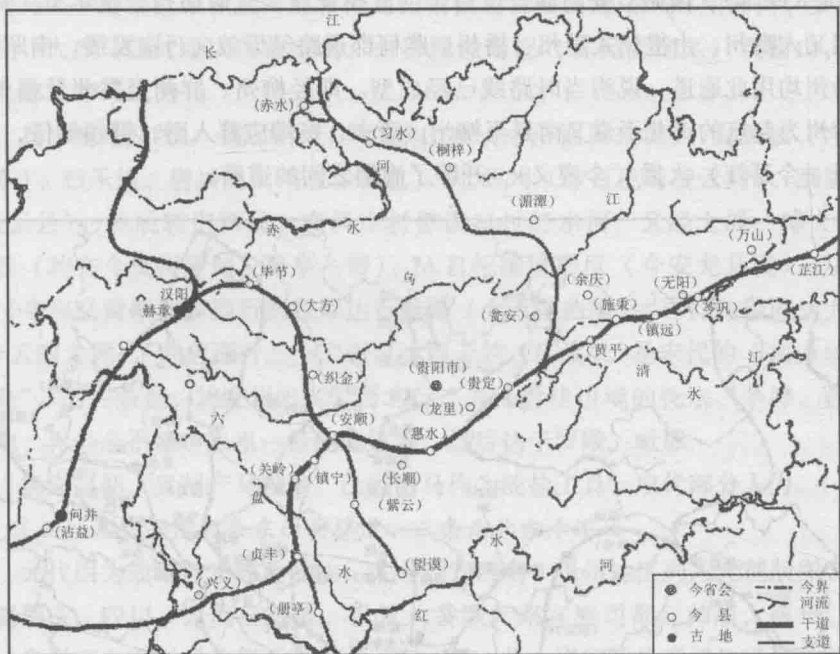 长
江
（赤水）
（习水）
（桐梓）
河
水
赤
（湄潭）
江
（万山）
（芷江）
（毕节）
汉阳
赫章
（大方）
乌
（余庆）
（无阳）
（施秉）
岑巩
（瓮安）
（镇远）
（黄平）
（织金）
（贵阳市）
（贵定）
（龙里）
清
水
江
六
（安顺）
（惠水）
（关岭）
（镇宁）
（长顺）
盘
（紫云）
同井
（沾益）
（贞丰）
水
（望谟）
水
河
（兴义）
（册亭）
红
今省会
今县
古地
今界
河流
干道
支道